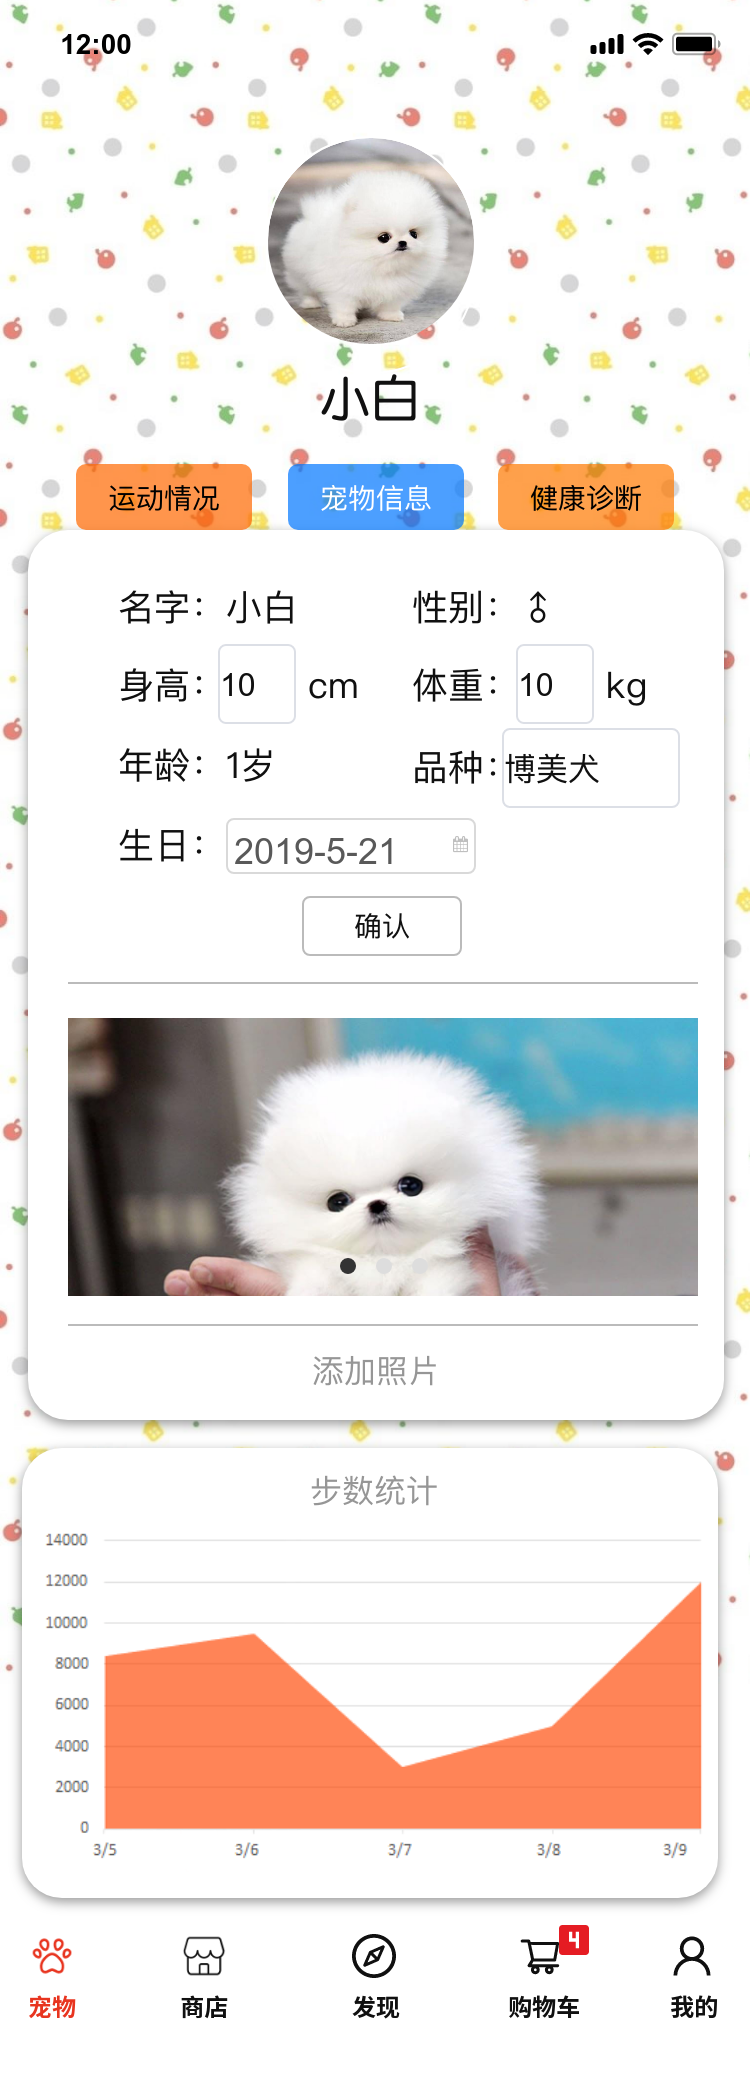 12:00
小白
运动情况 宠物信息 健康诊断
名字：小白 性别：♂
身高：10 cm 体重：10 kg
年龄：1岁 品种：博美犬
生日：2019-5-21
确认
添加照片
步数统计
14000
12000
10000
8000
6000
4000
2000
0
3/5 3/6 3/7 3/8 3/9
4
宠物 商店 发现 购物车 我的